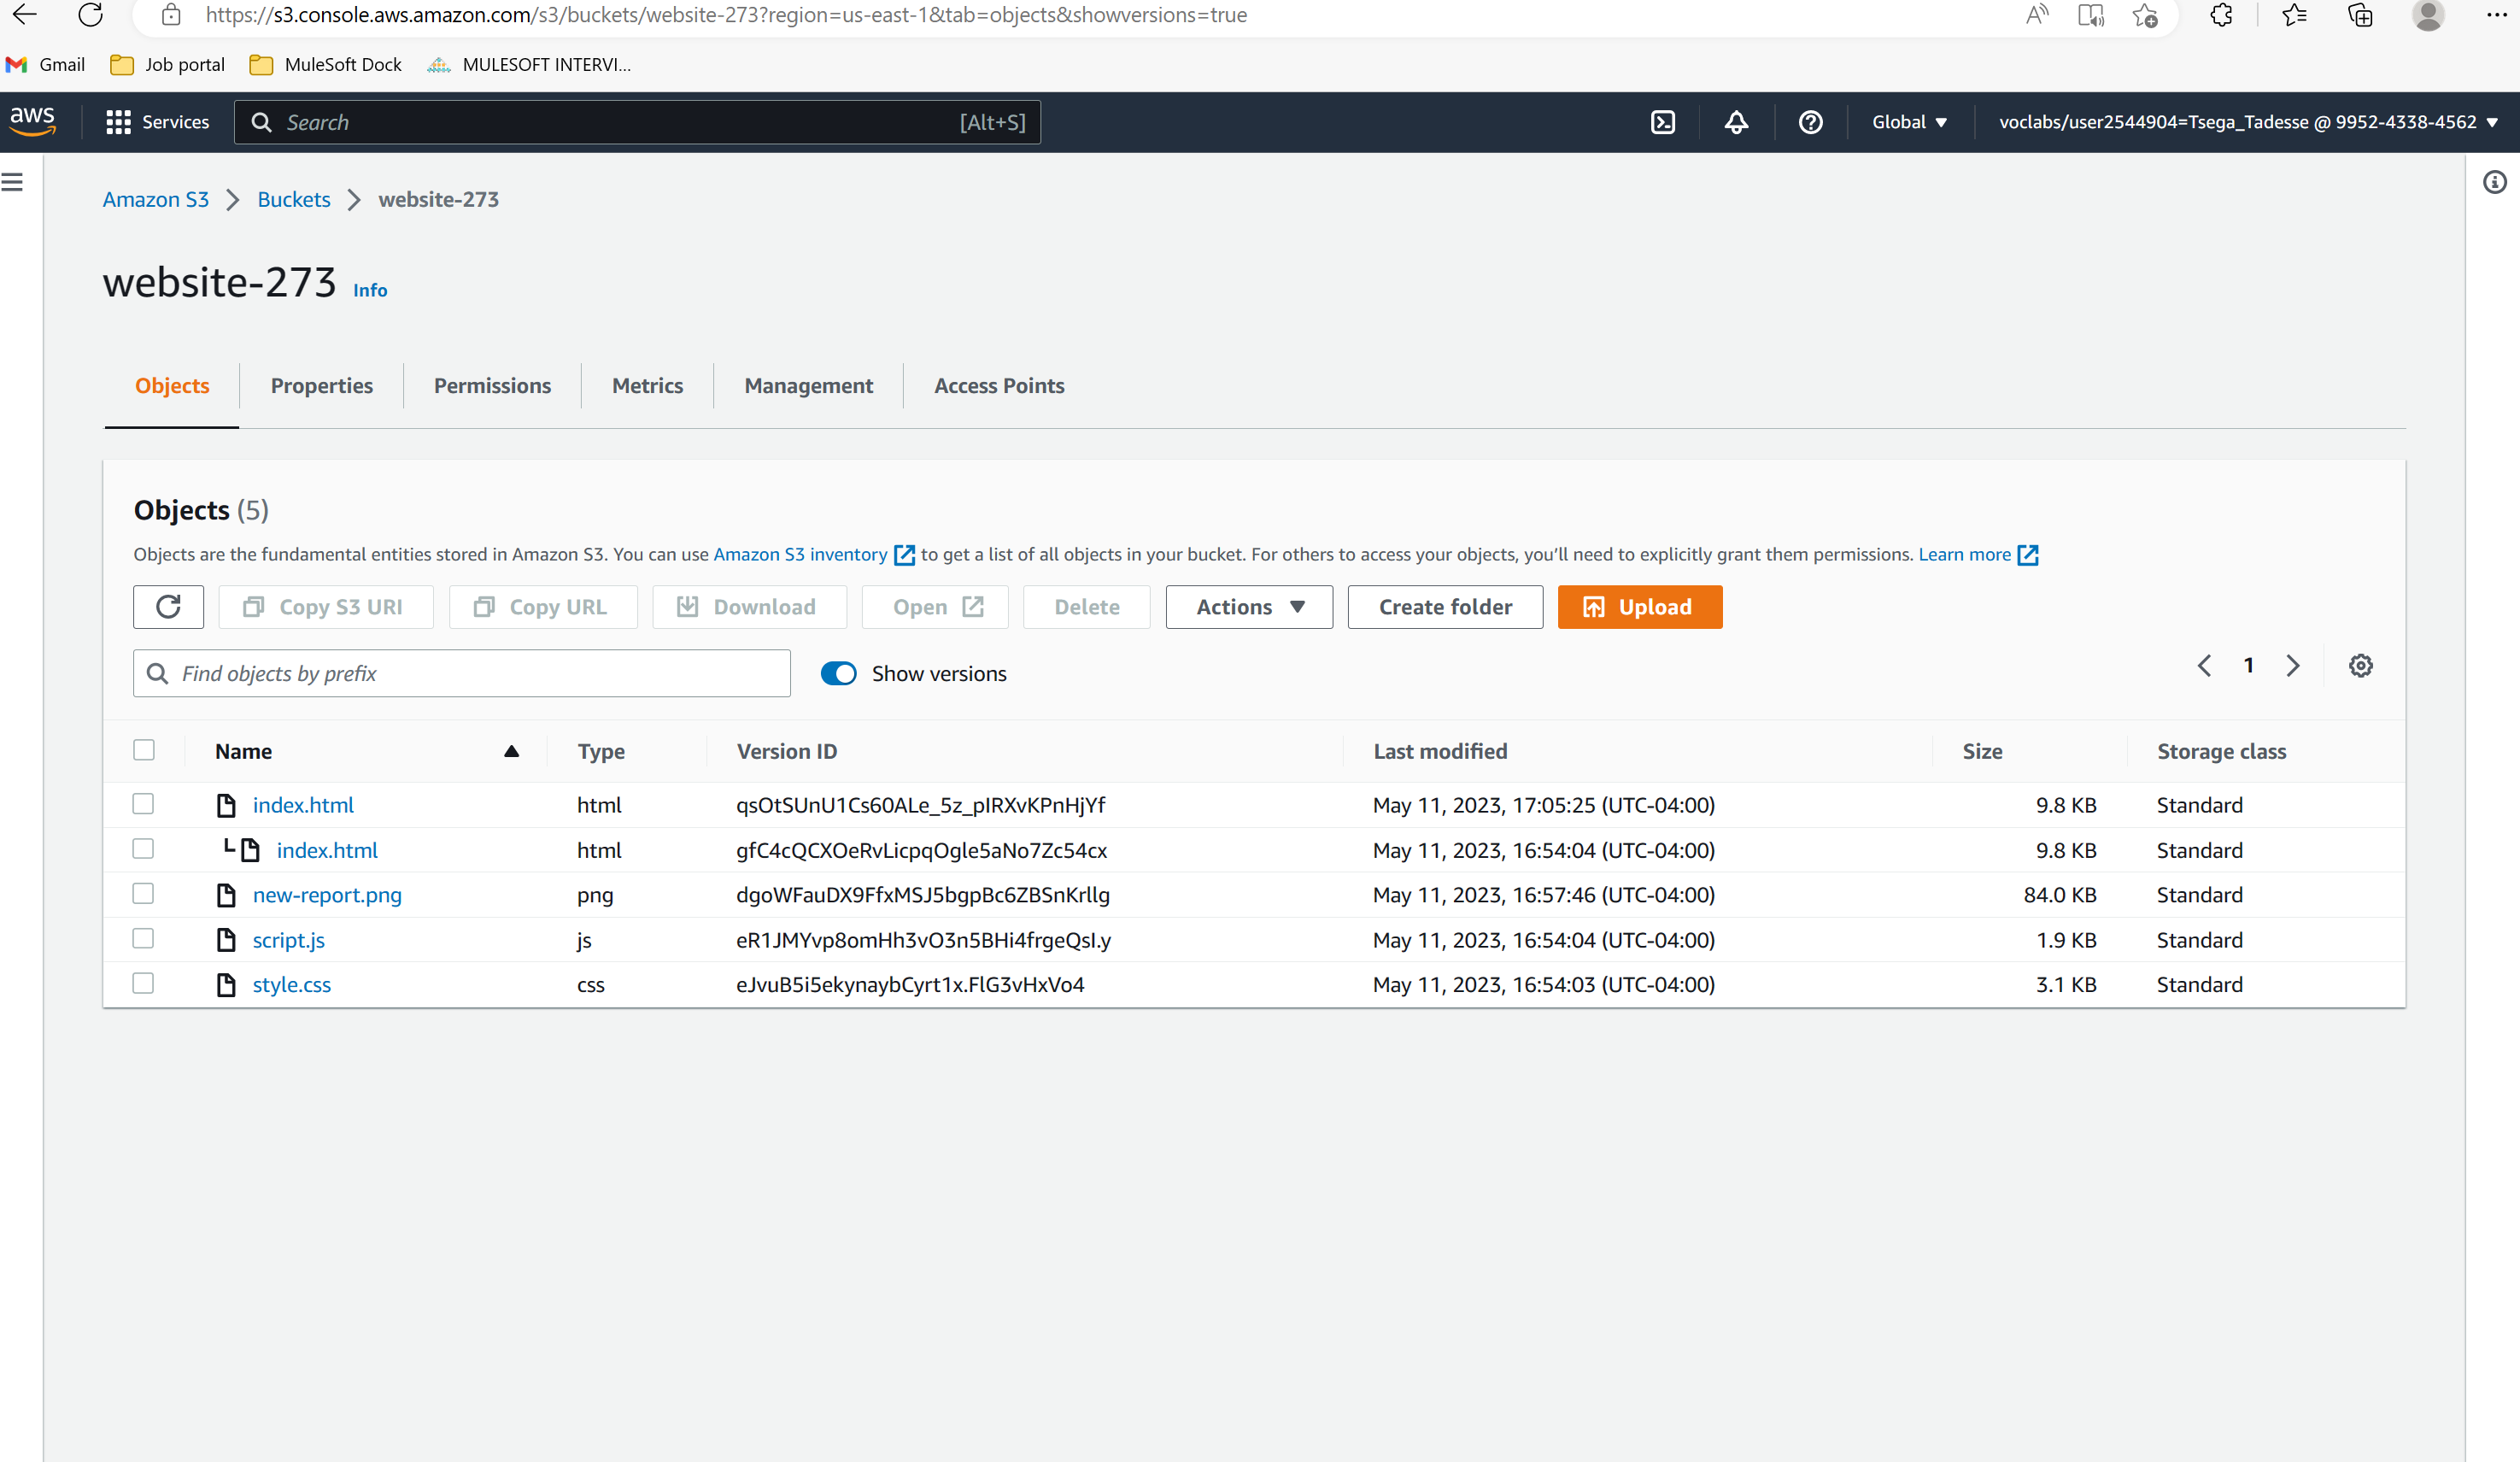 https://s3.console.aws.amazon.com/s3/buckets/website-273?region=us-east-1&tab=objects&showversions=true
Gmail Job portal MuleSoft Dock MULESOFT INTERVI...
aws Services Search [Alt+S] Global voclabs/user2544904=Tsega_Tadesse @ 9952-4338-4562
Amazon S3 Buckets website-273
website-273 Info
Objects Properties Permissions Metrics Management Access Points
Objects (5)
Objects are the fundamental entities stored in Amazon S3. You can use Amazon S3 inventory to get a list of all objects in your bucket. For others to access your objects, you'll need to explicitly grant them permissions. Learn more
Copy S3 URI Copy URL Download Open Delete Actions Create folder Upload
Find objects by prefix Show versions 1
Name Type Version ID Last modified Size Storage class
index.html html qsOtSUnU1Cs60ALe_5z_pIRXvKPnHjYf May 11, 2023, 17:05:25 (UTC-04:00) 9.8 KB Standard
index.html html gfC4cQCXOeRvLicpqOgle5aNo7Zc54cx May 11, 2023, 16:54:04 (UTC-04:00) 9.8 KB Standard
new-report.png png dgoWFauDX9FfxMSJ5bgpBc6ZBSnKrllg May 11, 2023, 16:57:46 (UTC-04:00) 84.0 KB Standard
script.js js eR1JMYvp8omHh3vO3n5BHi4frgeQsI.y May 11, 2023, 16:54:04 (UTC-04:00) 1.9 KB Standard
style.css css eJvuB5i5ekynaybCyrt1x.FlG3vHxVo4 May 11, 2023, 16:54:03 (UTC-04:00) 3.1 KB Standard